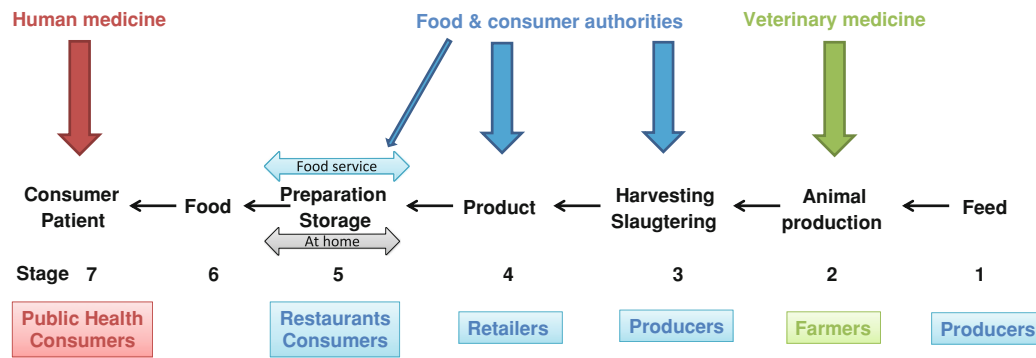 Human medicine
Food & consumer authorities
Veterinary medicine
Food service
Consumer
Patient
Food
Preparation
Storage
Product
Harvesting
Slaugtering
Animal
production
Feed
At home
Stage 7 6 5 4 3 2 1
Public Health
Consumers
Restaurants
Consumers
Retailers
Producers
Farmers
Producers